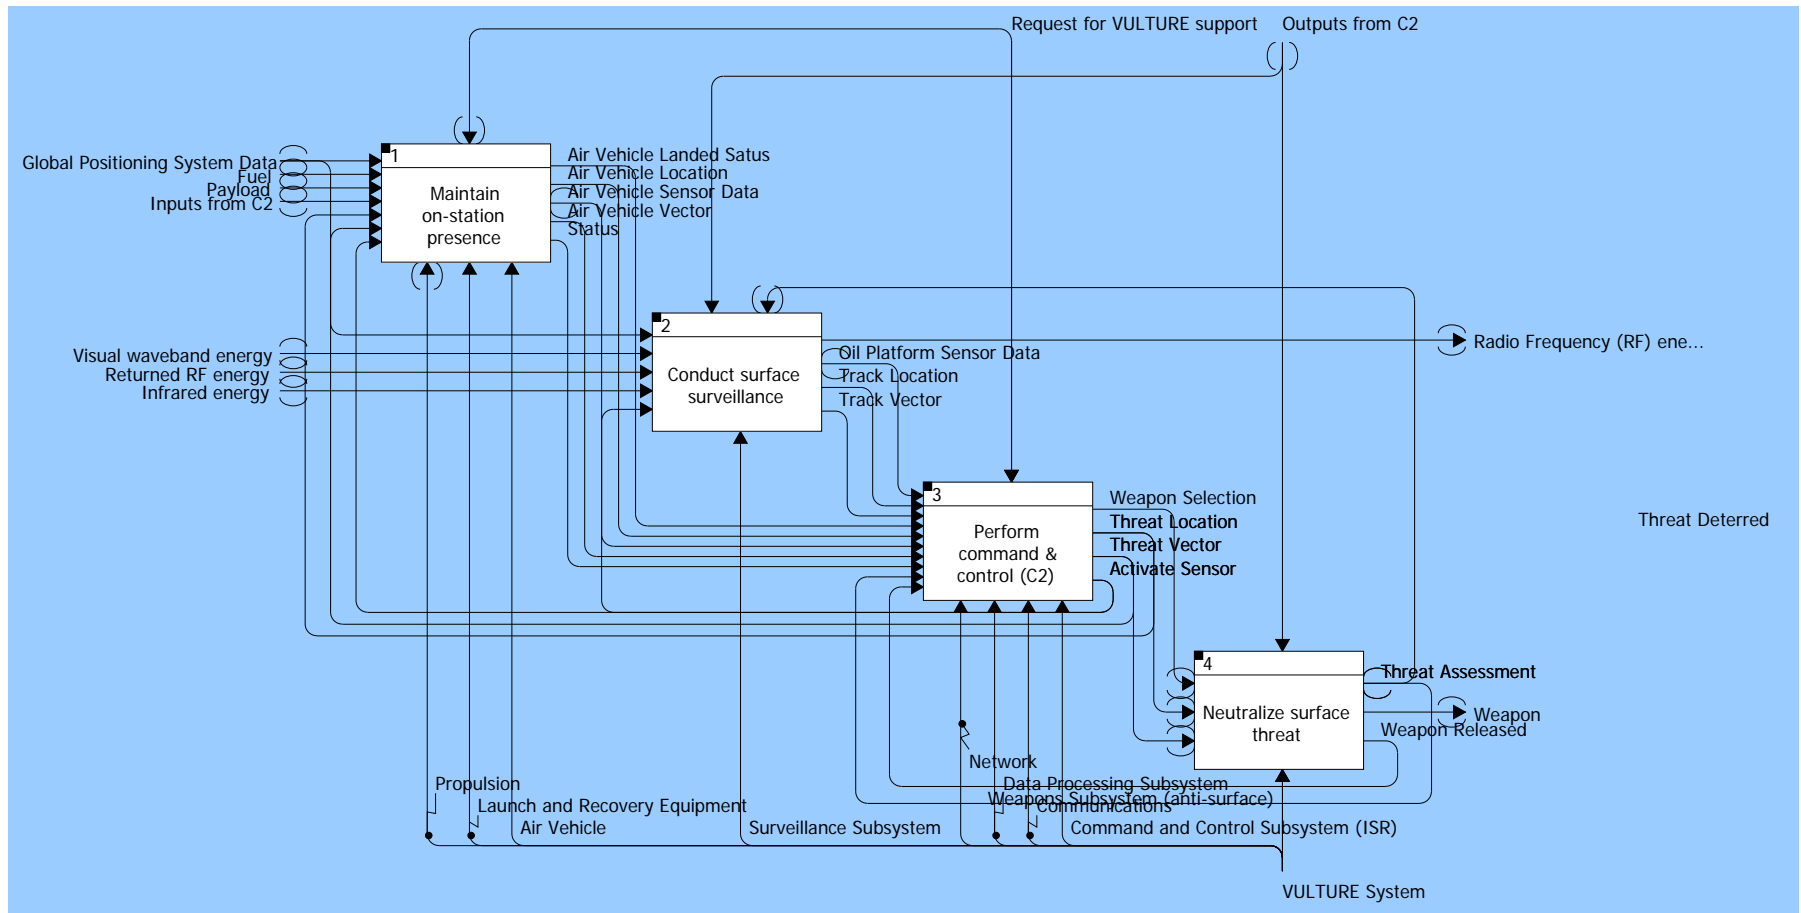 Request for VULTURE support
Outputs from C2
1
Maintain
on-station
presence
Global Positioning System Data
Fuel
Payload
Inputs from C2
Air Vehicle Landed Satus
Air Vehicle Location
Air Vehicle Sensor Data
Air Vehicle Vector
Status
2
Conduct surface
surveillance
Visual waveband energy
Returned RF energy
Infrared energy
Radio Frequency (RF) ene...
Oil Platform Sensor Data
Track Location
Track Vector
3
Perform
command &
control (C2)
Weapon Selection
Threat Location
Threat Vector
Activate Sensor
Threat Deterred
4
Neutralize surface
threat
Threat Assessment
Weapon
Weapon Released
Network
Propulsion
Data Processing Subsystem
Weapons Subsystem (anti-surface)
Launch and Recovery Equipment
Communications
Air Vehicle
Surveillance Subsystem
Command and Control Subsystem (ISR)
VULTURE System